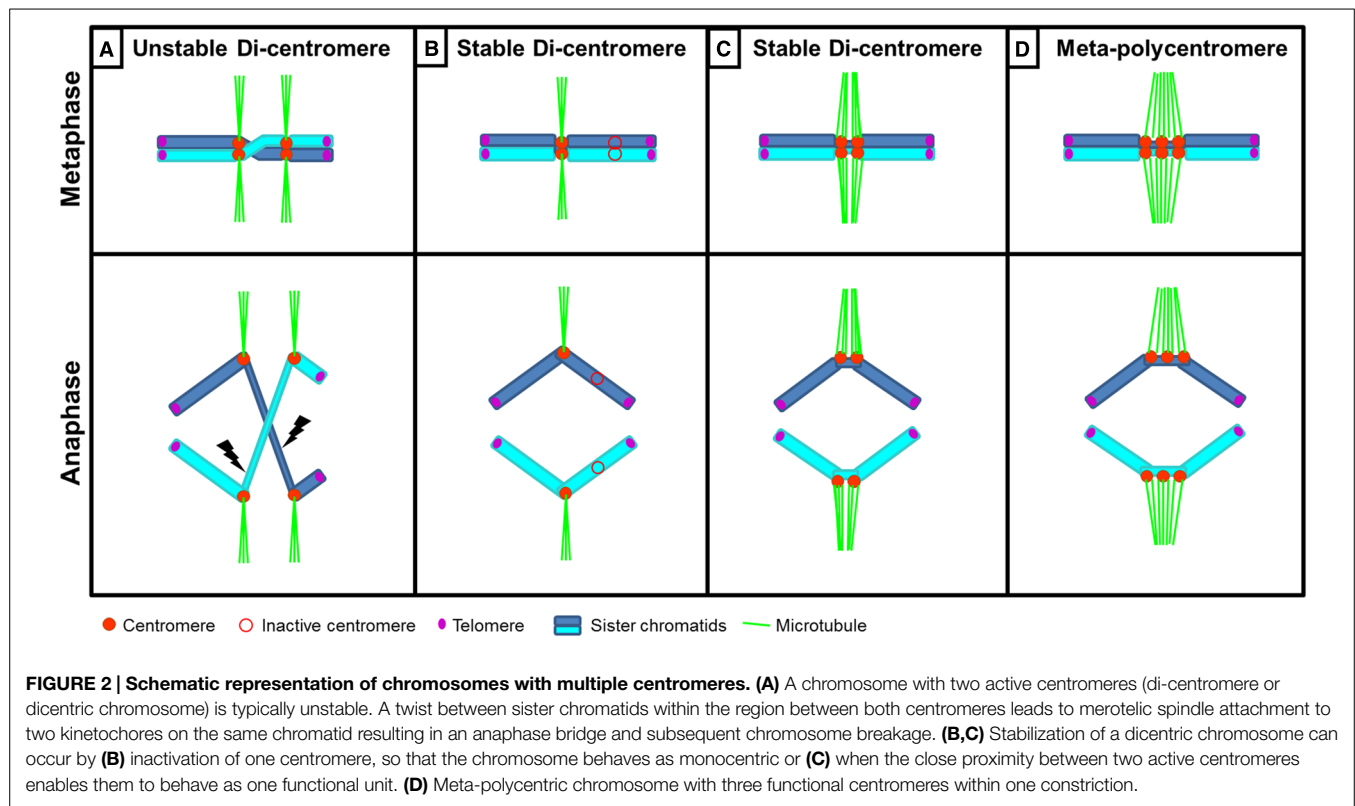 A Unstable Di-centromere
B Stable Di-centromere
C Stable Di-centromere
D Meta-polycentromere
Metaphase
Anaphase
Centromere Inactive centromere Telomere Sister chromatids Microtubule
FIGURE 2 | Schematic representation of chromosomes with multiple centromeres. (A) A chromosome with two active centromeres (di-centromere or
dicentric chromosome) is typically unstable. A twist between sister chromatids within the region between both centromeres leads to merotelic spindle attachment to
two kinetochores on the same chromatid resulting in an anaphase bridge and subsequent chromosome breakage. (B,C) Stabilization of a dicentric chromosome can
occur by (B) inactivation of one centromere, so that the chromosome behaves as monocentric or (C) when the close proximity between two active centromeres
enables them to behave as one functional unit. (D) Meta-polycentric chromosome with three functional centromeres within one constriction.